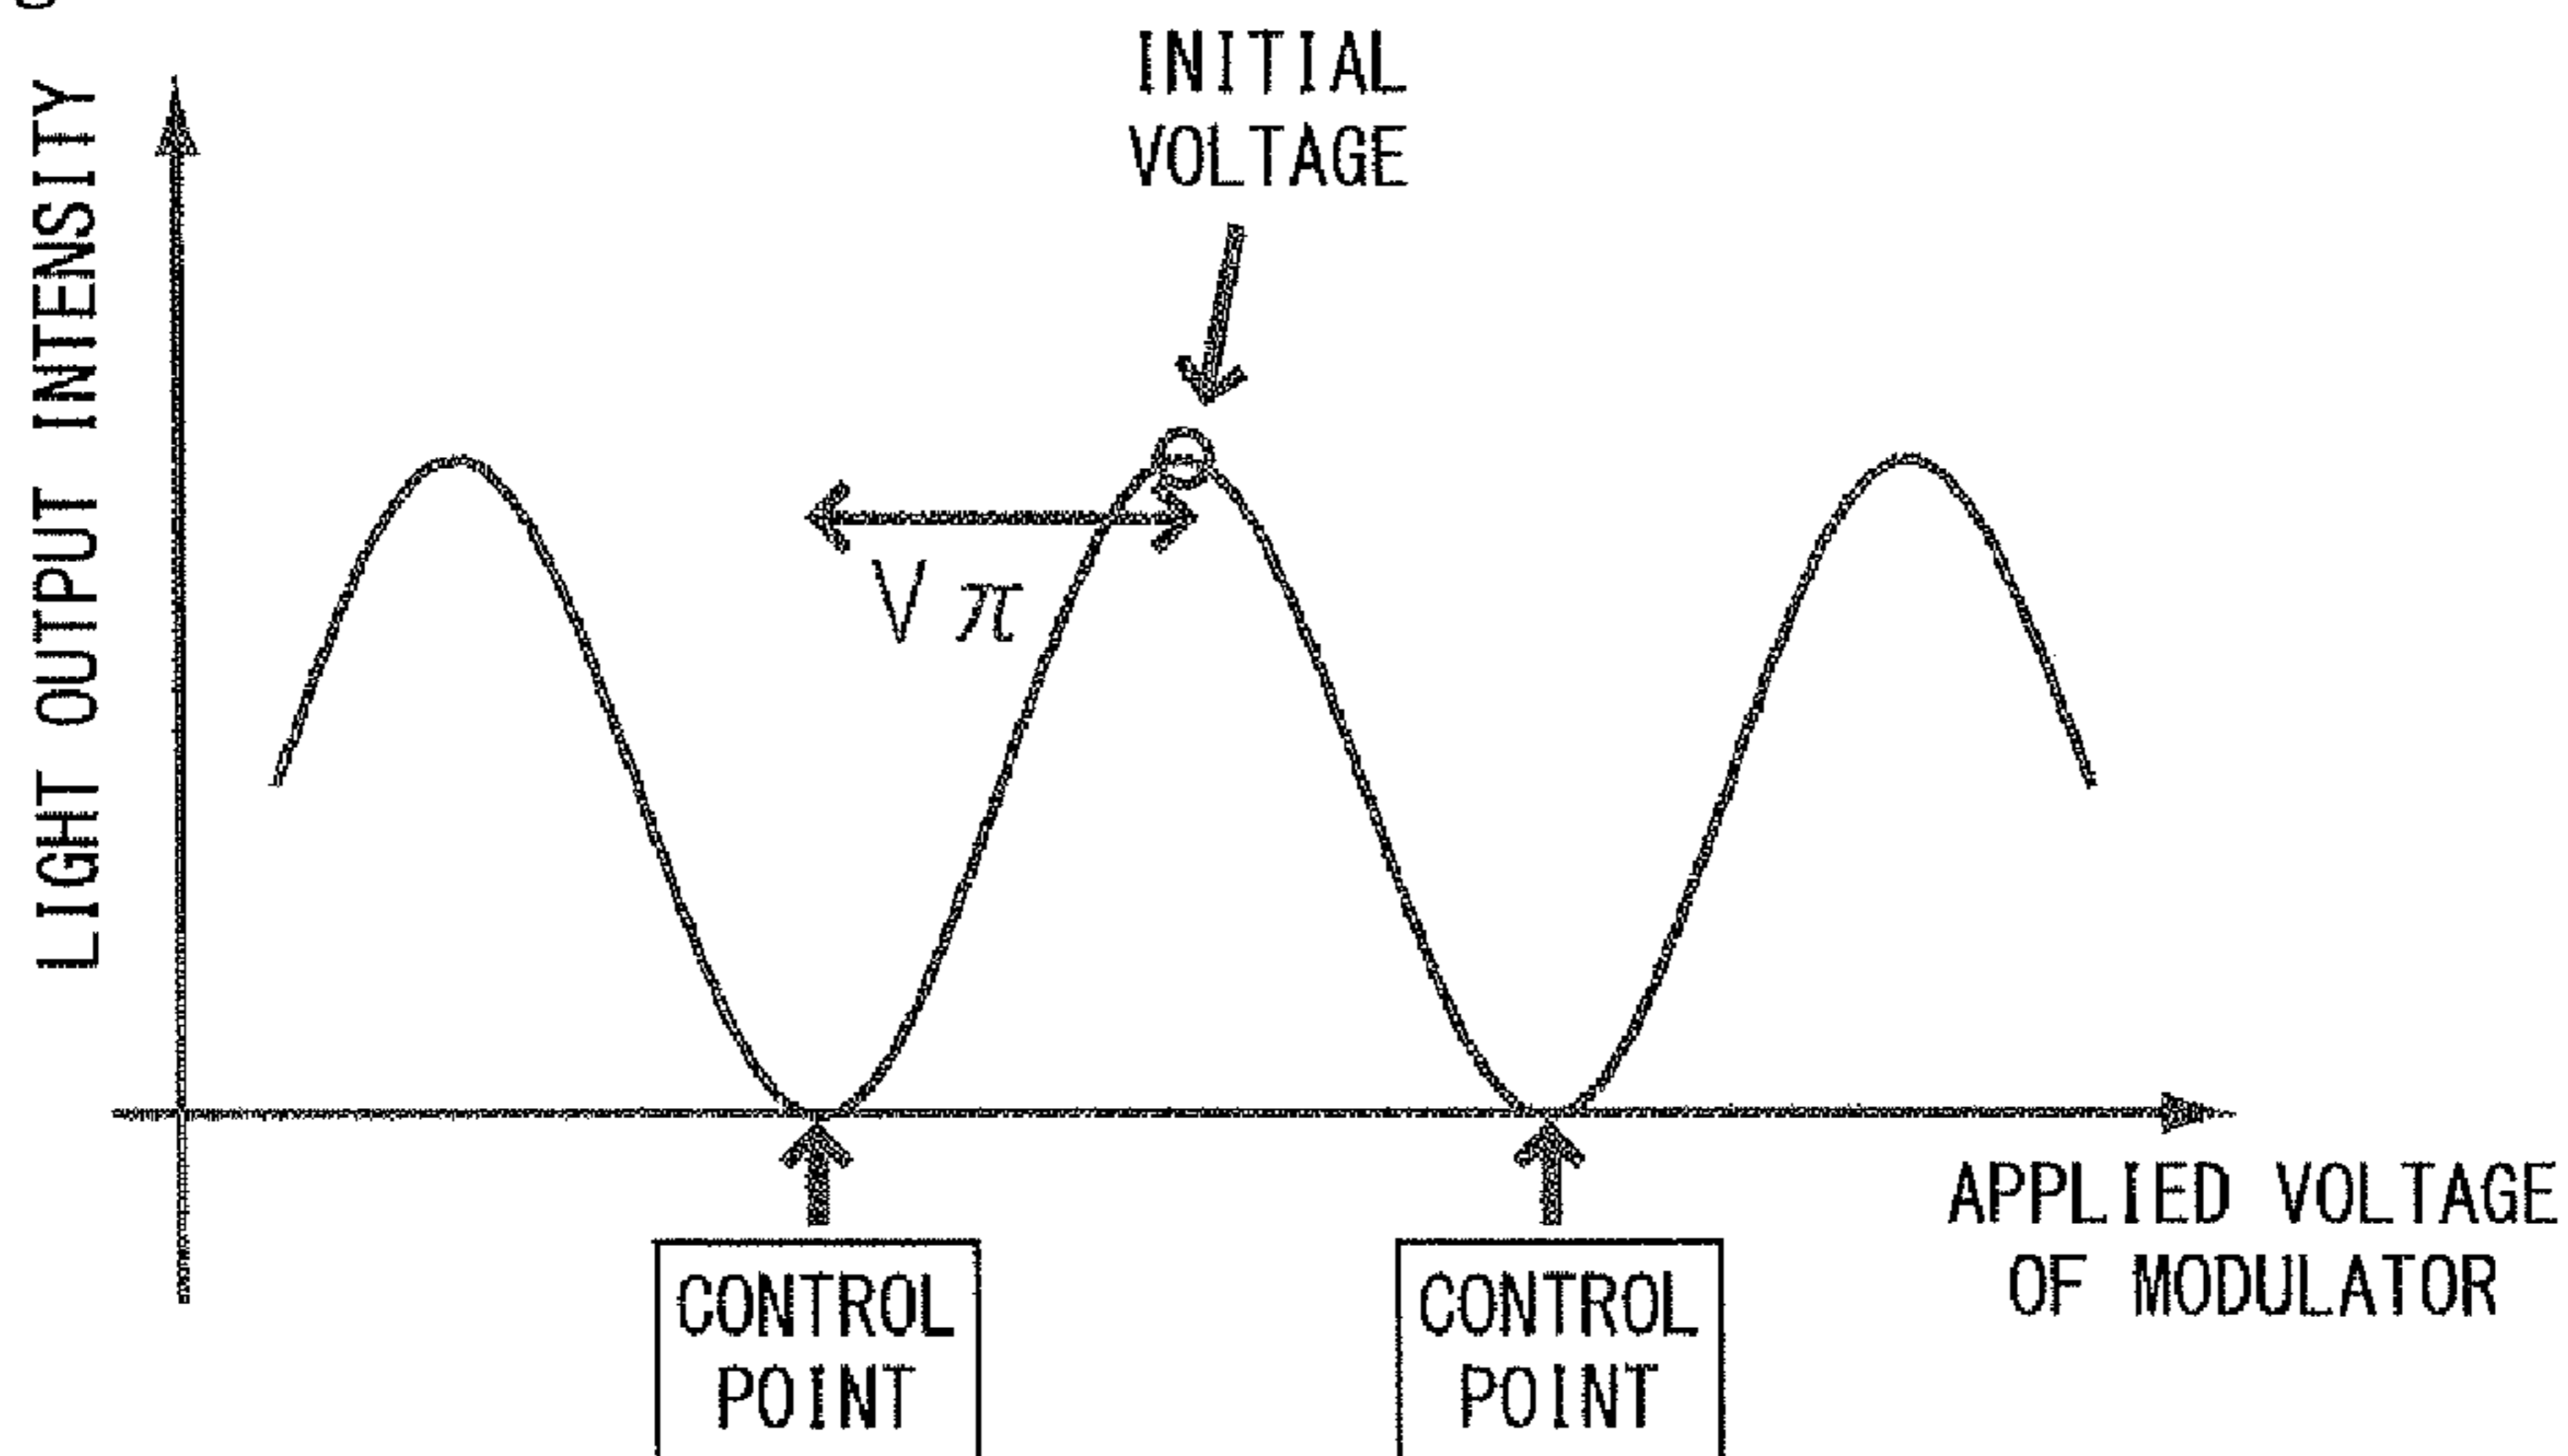 INITIAL
VOLTAGE
LIGHT OUTPUT INTENSITY
Vπ
APPLIED VOLTAGE
OF MODULATOR
CONTROL
POINT
CONTROL
POINT